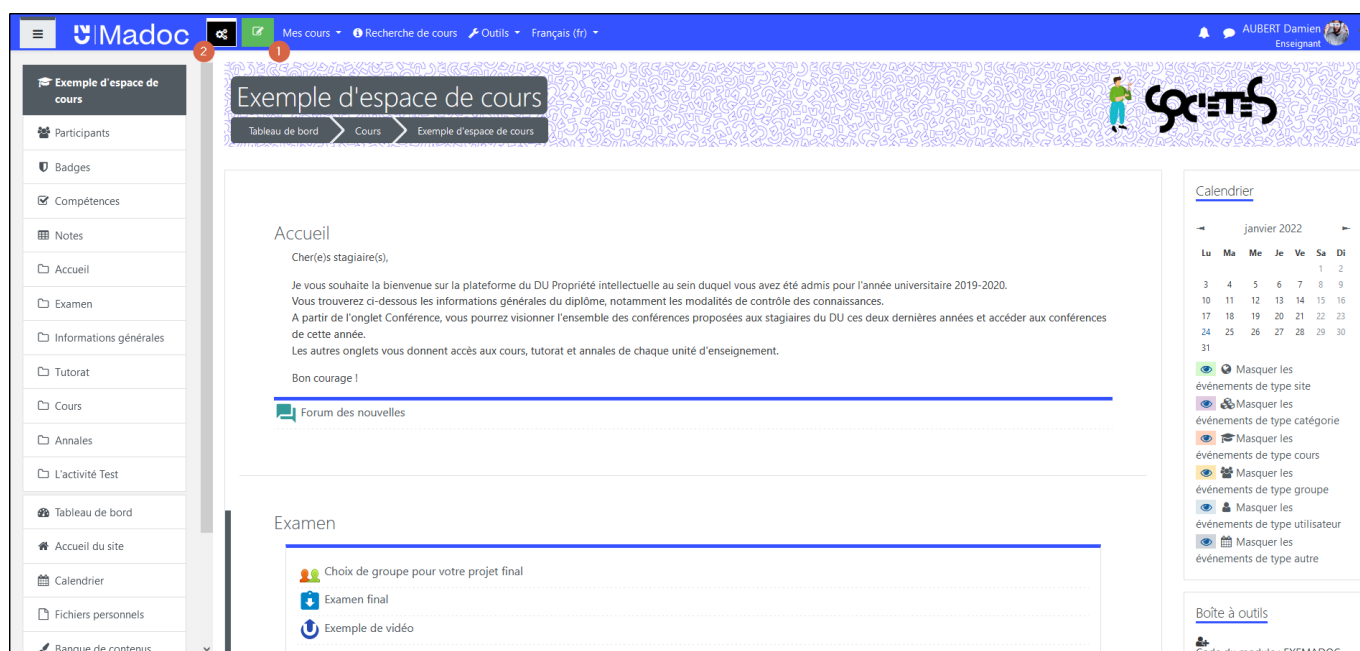 Madoc
2
1
Mes cours
Recherche de cours
Outils
Français (fr)
AUBERT Damien
Enseignant
Exemple d'espace de
cours
Participants
Badges
Compétences
Notes
Accueil
Examen
Informations générales
Tutorat
Cours
Annales
L'activité Test
Tableau de bord
Accueil du site
Calendrier
Fichiers personnels
Banque de contenus
Exemple d'espace de cours
Tableau de bord
Cours
Exemple d'espace de cours
SOCIETES
Accueil
Cher(e)s stagiaire(s),
Je vous souhaite la bienvenue sur la plateforme du DU Propriété intellectuelle au sein duquel vous avez été admis pour l'année universitaire 2019-2020.
Vous trouverez ci-dessous les informations générales du diplôme, notamment les modalités de contrôle des connaissances.
A partir de l'onglet Conférence, vous pourrez visionner l'ensemble des conférences proposées aux stagiaires du DU ces deux dernières années et accéder aux conférences
de cette année.
Les autres onglets vous donnent accès aux cours, tutorat et annales de chaque unité d'enseignement.
Bon courage !
Forum des nouvelles
Examen
Choix de groupe pour votre projet final
Examen final
Exemple de vidéo
Calendrier
janvier 2022
Lu Ma Me Je Ve Sa Di
1 2
3 4 5 6 7 8 9
10 11 12 13 14 15 16
17 18 19 20 21 22 23
24 25 26 27 28 29 30
31
Masquer les
événements de type site
Masquer les
événements de type catégorie
Masquer les
événements de type cours
Masquer les
événements de type groupe
Masquer les
événements de type utilisateur
Masquer les
événements de type autre
Boîte à outils
Code du module : EXEMADOC